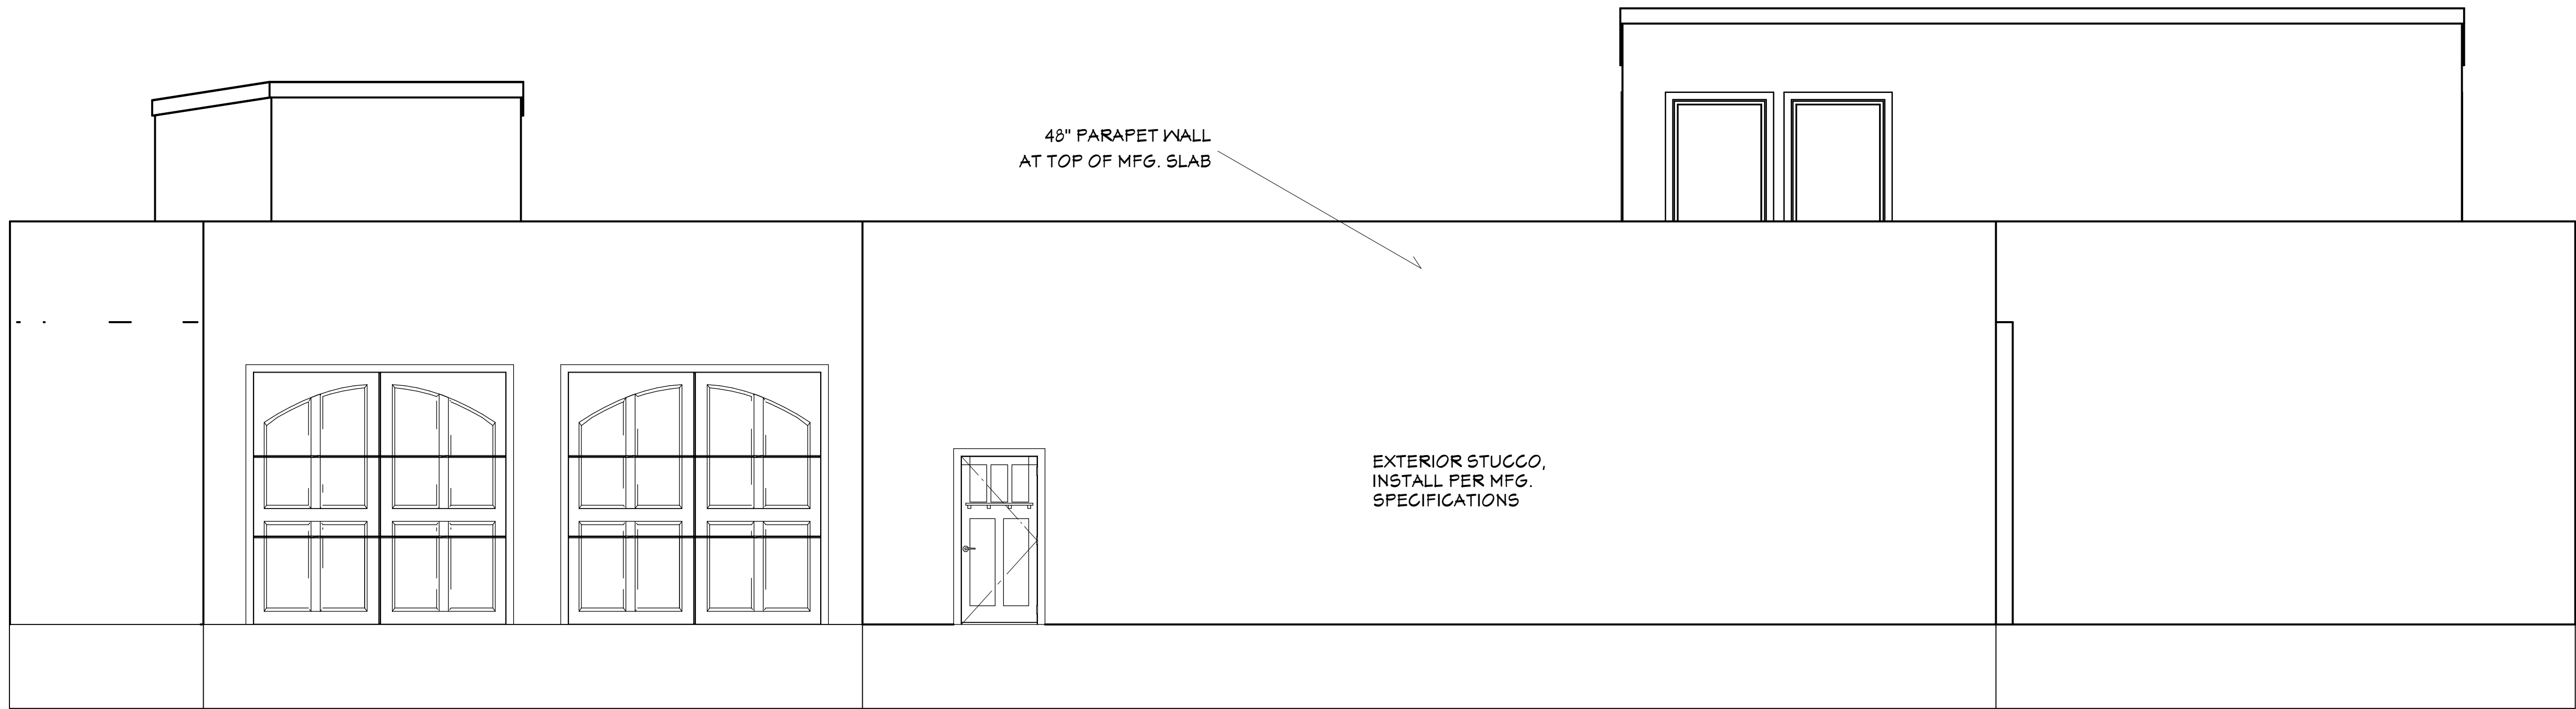 48" PARAPET WALL
AT TOP OF MFG. SLAB
EXTERIOR STUCCO,
INSTALL PER MFG.
SPECIFICATIONS